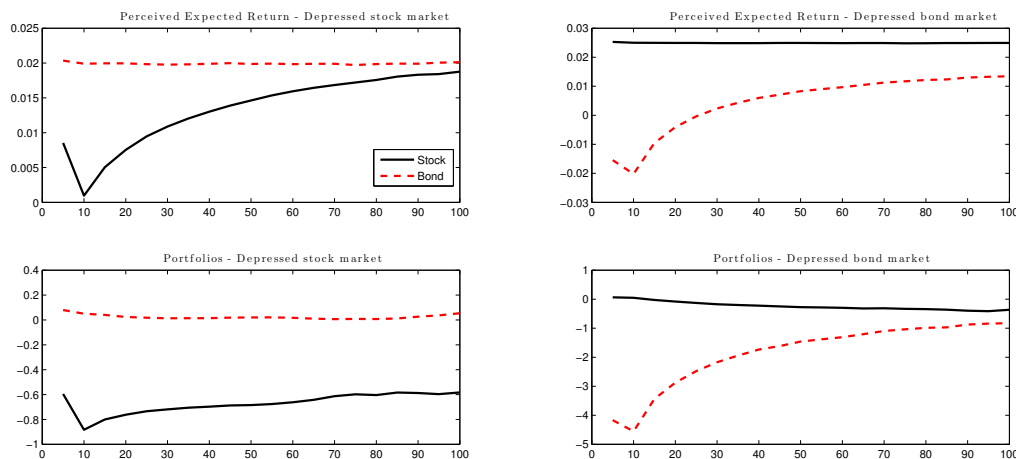 Perceived Expected Return - Depressed stock market
0.025
0.02
0.015
0.01
0.005
0
0 10 20 30 40 50 60 70 80 90 100
Stock
Bond
Perceived Expected Return - Depressed bond market
0.03
0.02
0.01
0
−0.01
−0.02
−0.03
0 10 20 30 40 50 60 70 80 90 100
Portfolios - Depressed stock market
0.4
0.2
0
−0.2
−0.4
−0.6
−0.8
−1
0 10 20 30 40 50 60 70 80 90 100
Portfolios - Depressed bond market
1
0
−1
−2
−3
−4
−5
0 10 20 30 40 50 60 70 80 90 100